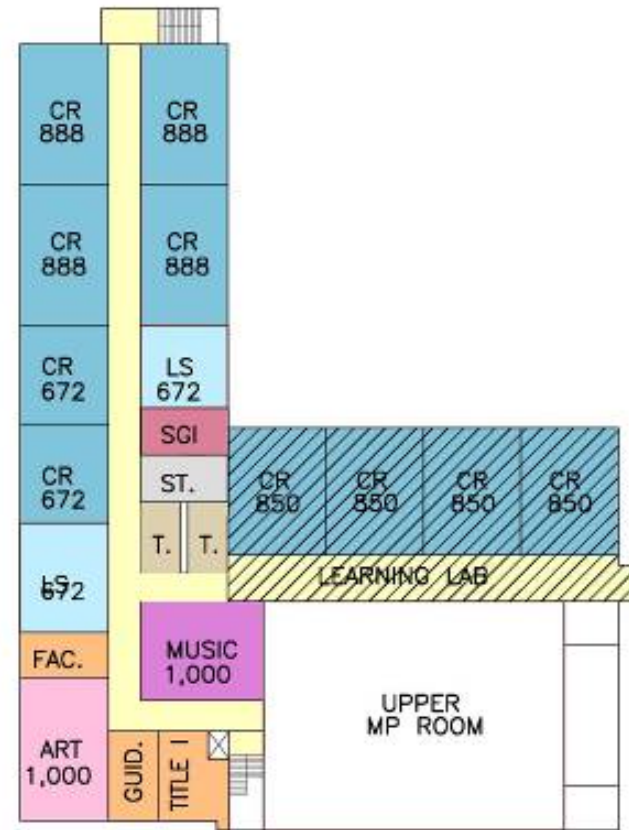 CR
888
CR
888
CR
888
CR
888
CR
672
LS
672
SGI
CR
672
ST.
CR
850
CR
850
CR
850
CR
850
T.
T.
LS
672
LEARNING LAB
FAC.
MUSIC
1,000
UPPER
MP ROOM
ART
1,000
GUID.
TITLE I